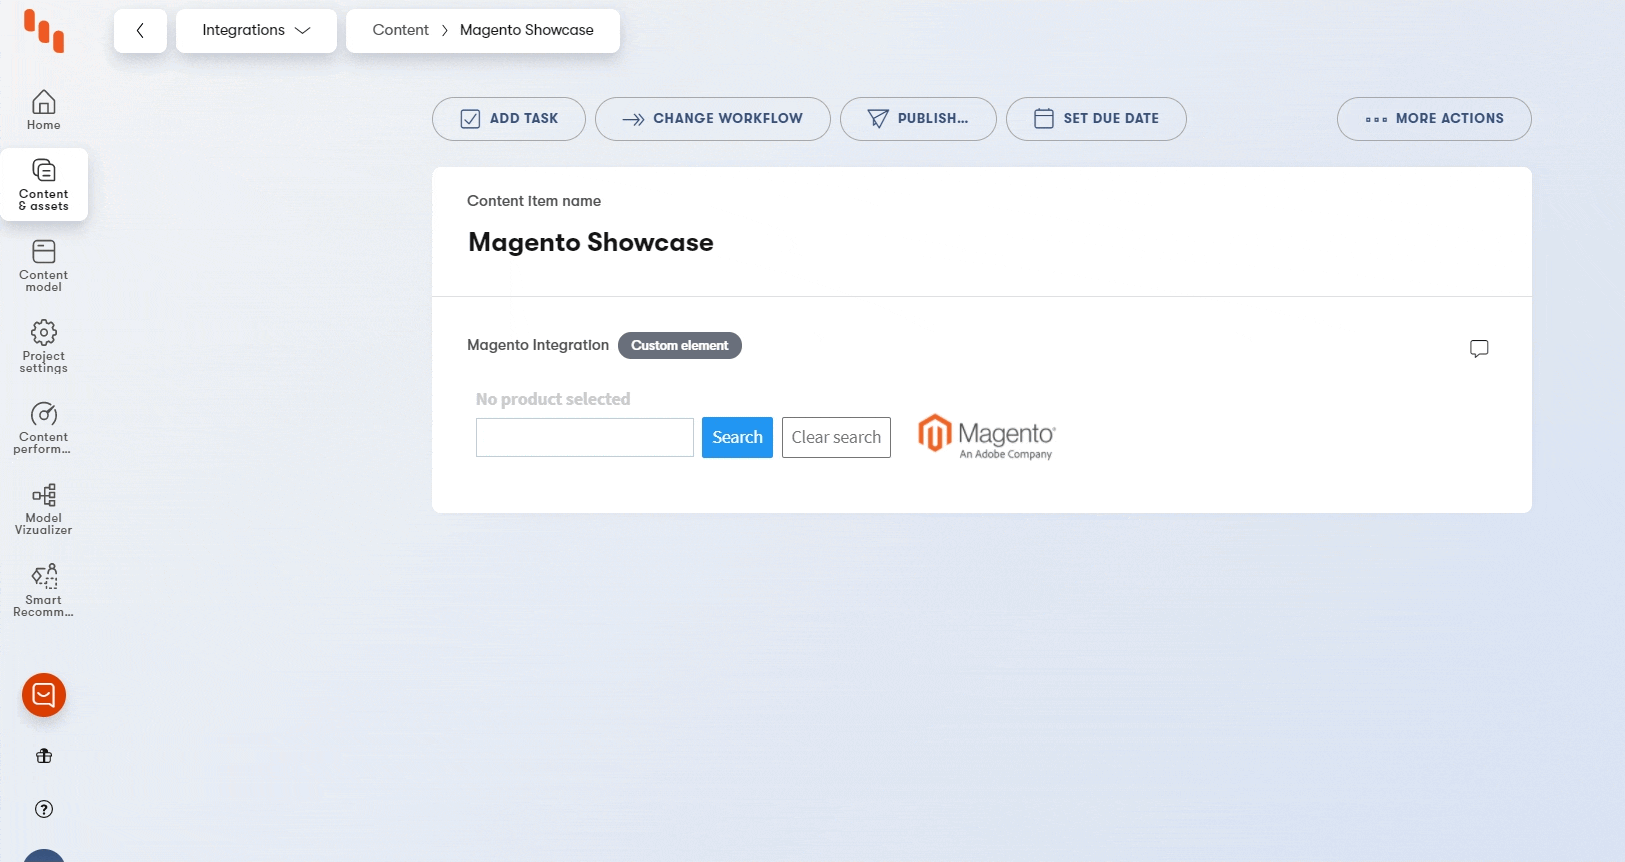 Integrations
Content > Magento Showcase
Home
Content
& assets
Content
model
Project
settings
Content
perform...
Model
Vizualizer
Smart
Recomm...
ADD TASK
CHANGE WORKFLOW
PUBLISH...
SET DUE DATE
MORE ACTIONS
Content item name
Magento Showcase
Magento Integration
Custom element
No product selected
Search
Clear search
Magento
An Adobe Company